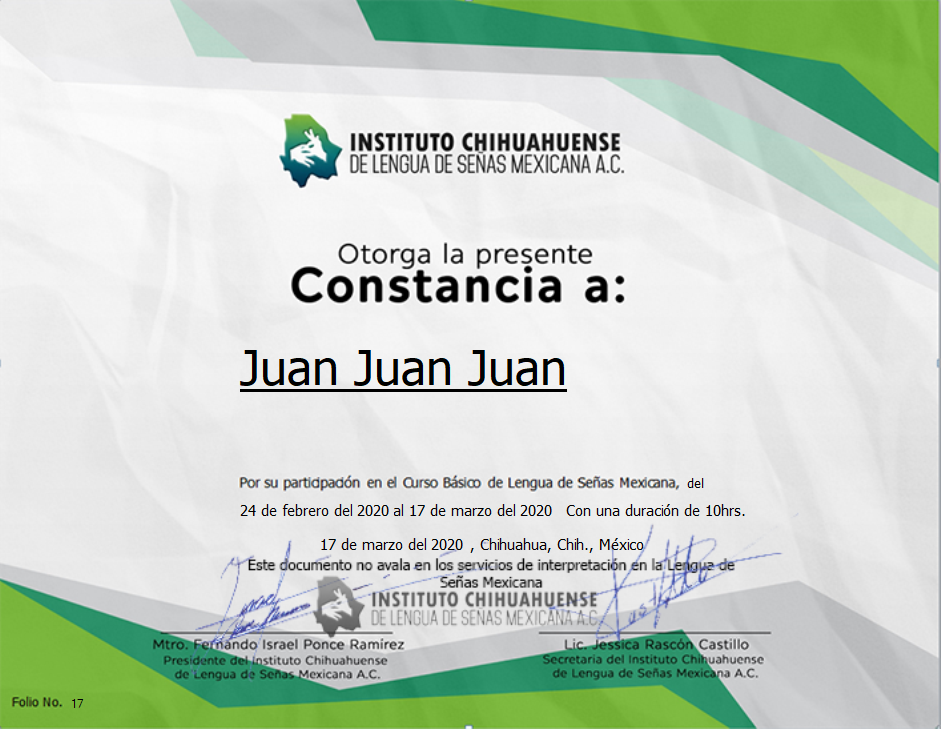 INSTITUTO CHIHUAHUENSE
DE LENGUA DE SEÑAS MEXICANA A.C.
Otorga la presente
Constancia a:
Juan Juan Juan
Por su participación en el Curso Básico de Lengua de Señas Mexicana, del
24 de febrero del 2020 al 17 de marzo del 2020 Con una duración de 10hrs.
17 de marzo del 2020 , Chihuahua, Chih., México
Este documento no avala en los servicios de interpretación en la Lengua de
Señas Mexicana
INSTITUTO CHIHUAHUENSE
DE LENGUA DE SEÑAS MEXICANA A.C.
Mtro. Fernando Israel Ponce Ramírez
Presidente del Instituto Chihuahuense
de Lengua de Señas Mexicana A.C.
Lic. Jessica Rascón Castillo
Secretaria del Instituto Chihuahuense
de Lengua de Señas Mexicana A.C.
Folio No. 17